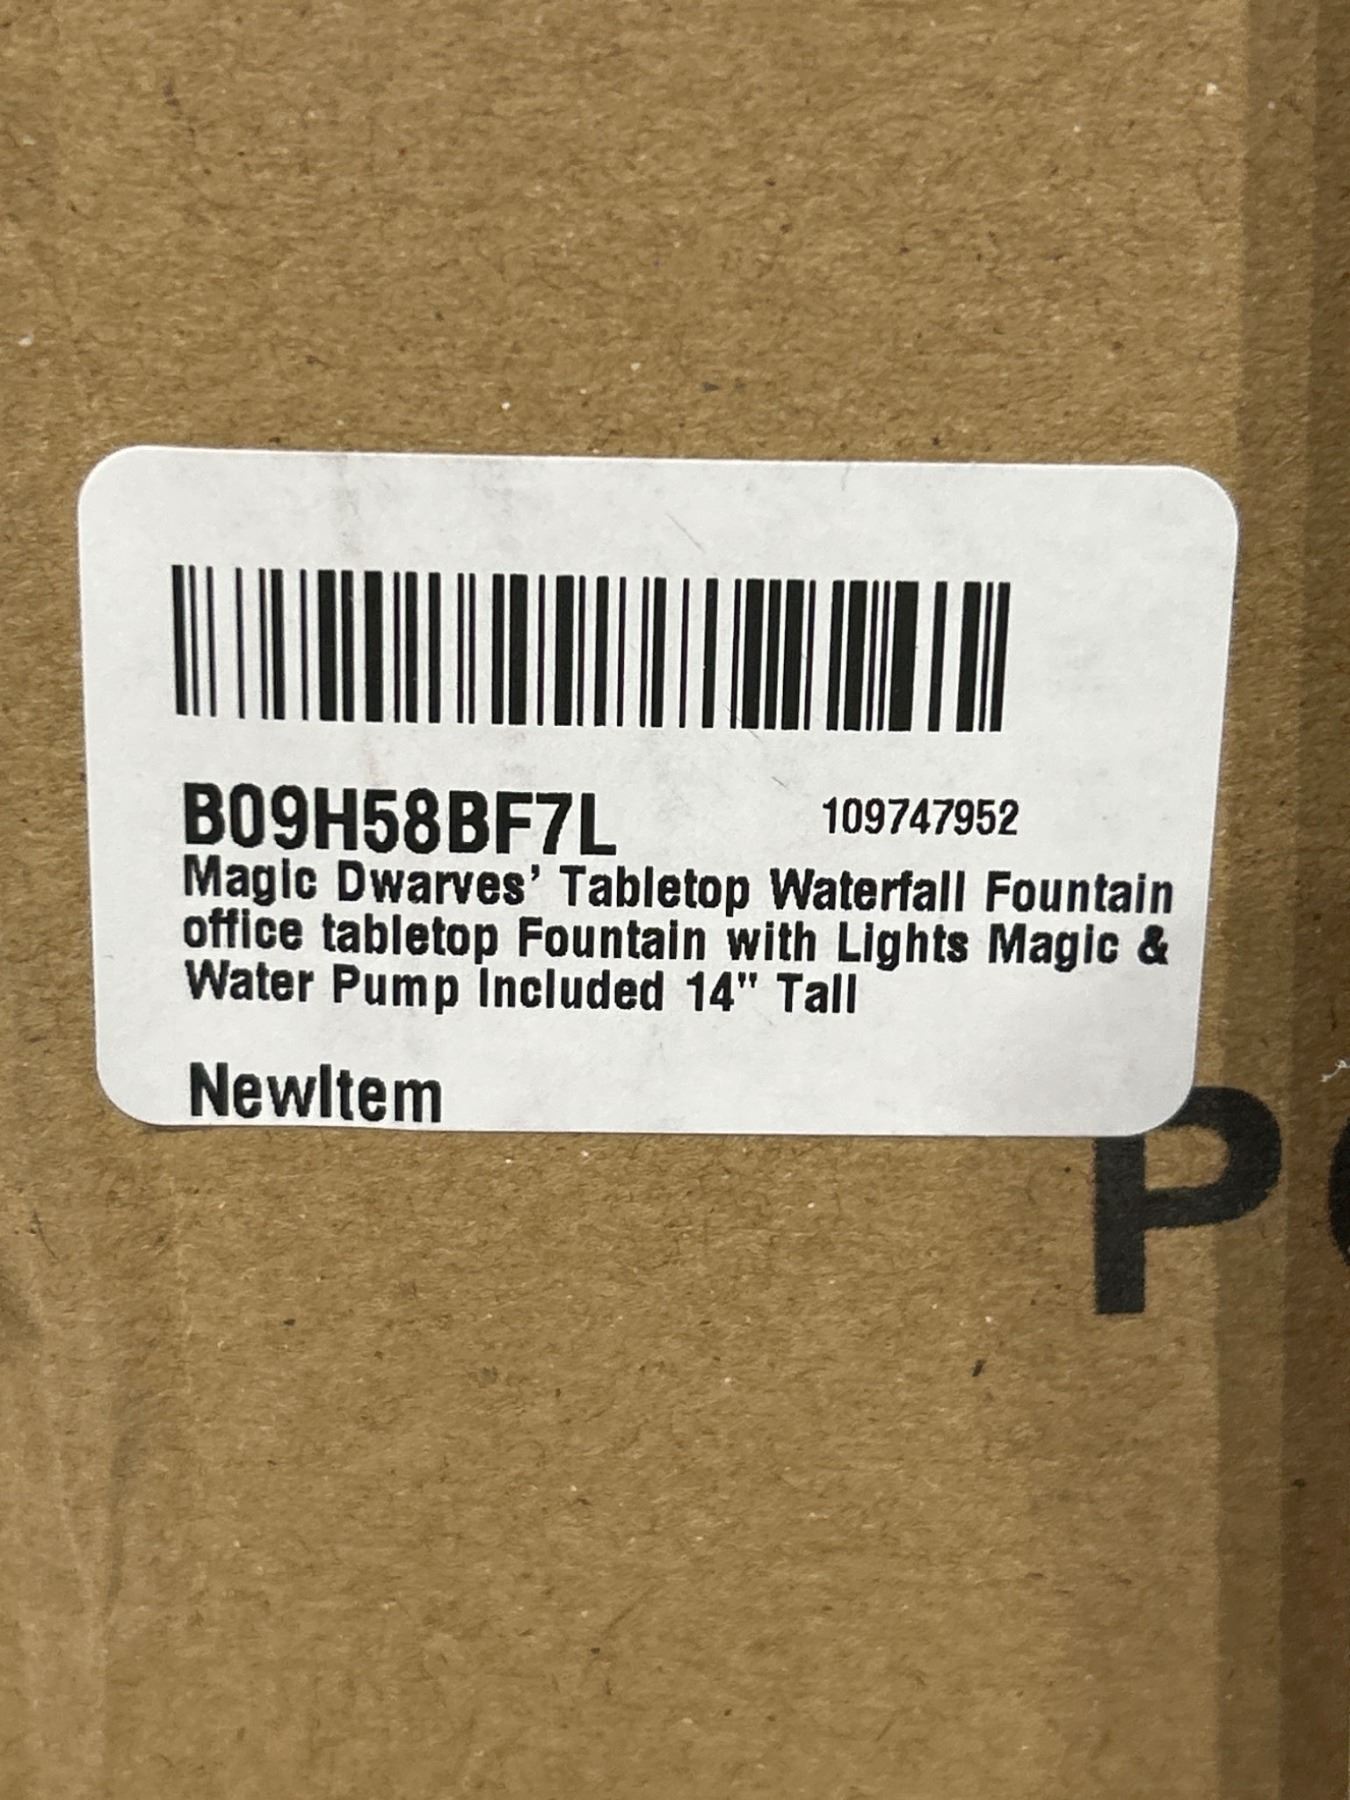 B09H58BF7L 109747952
Magic Dwarves’ Tabletop Waterfall Fountain
office tabletop Fountain with Lights Magic &
Water Pump Included 14" Tall
NewItem
P